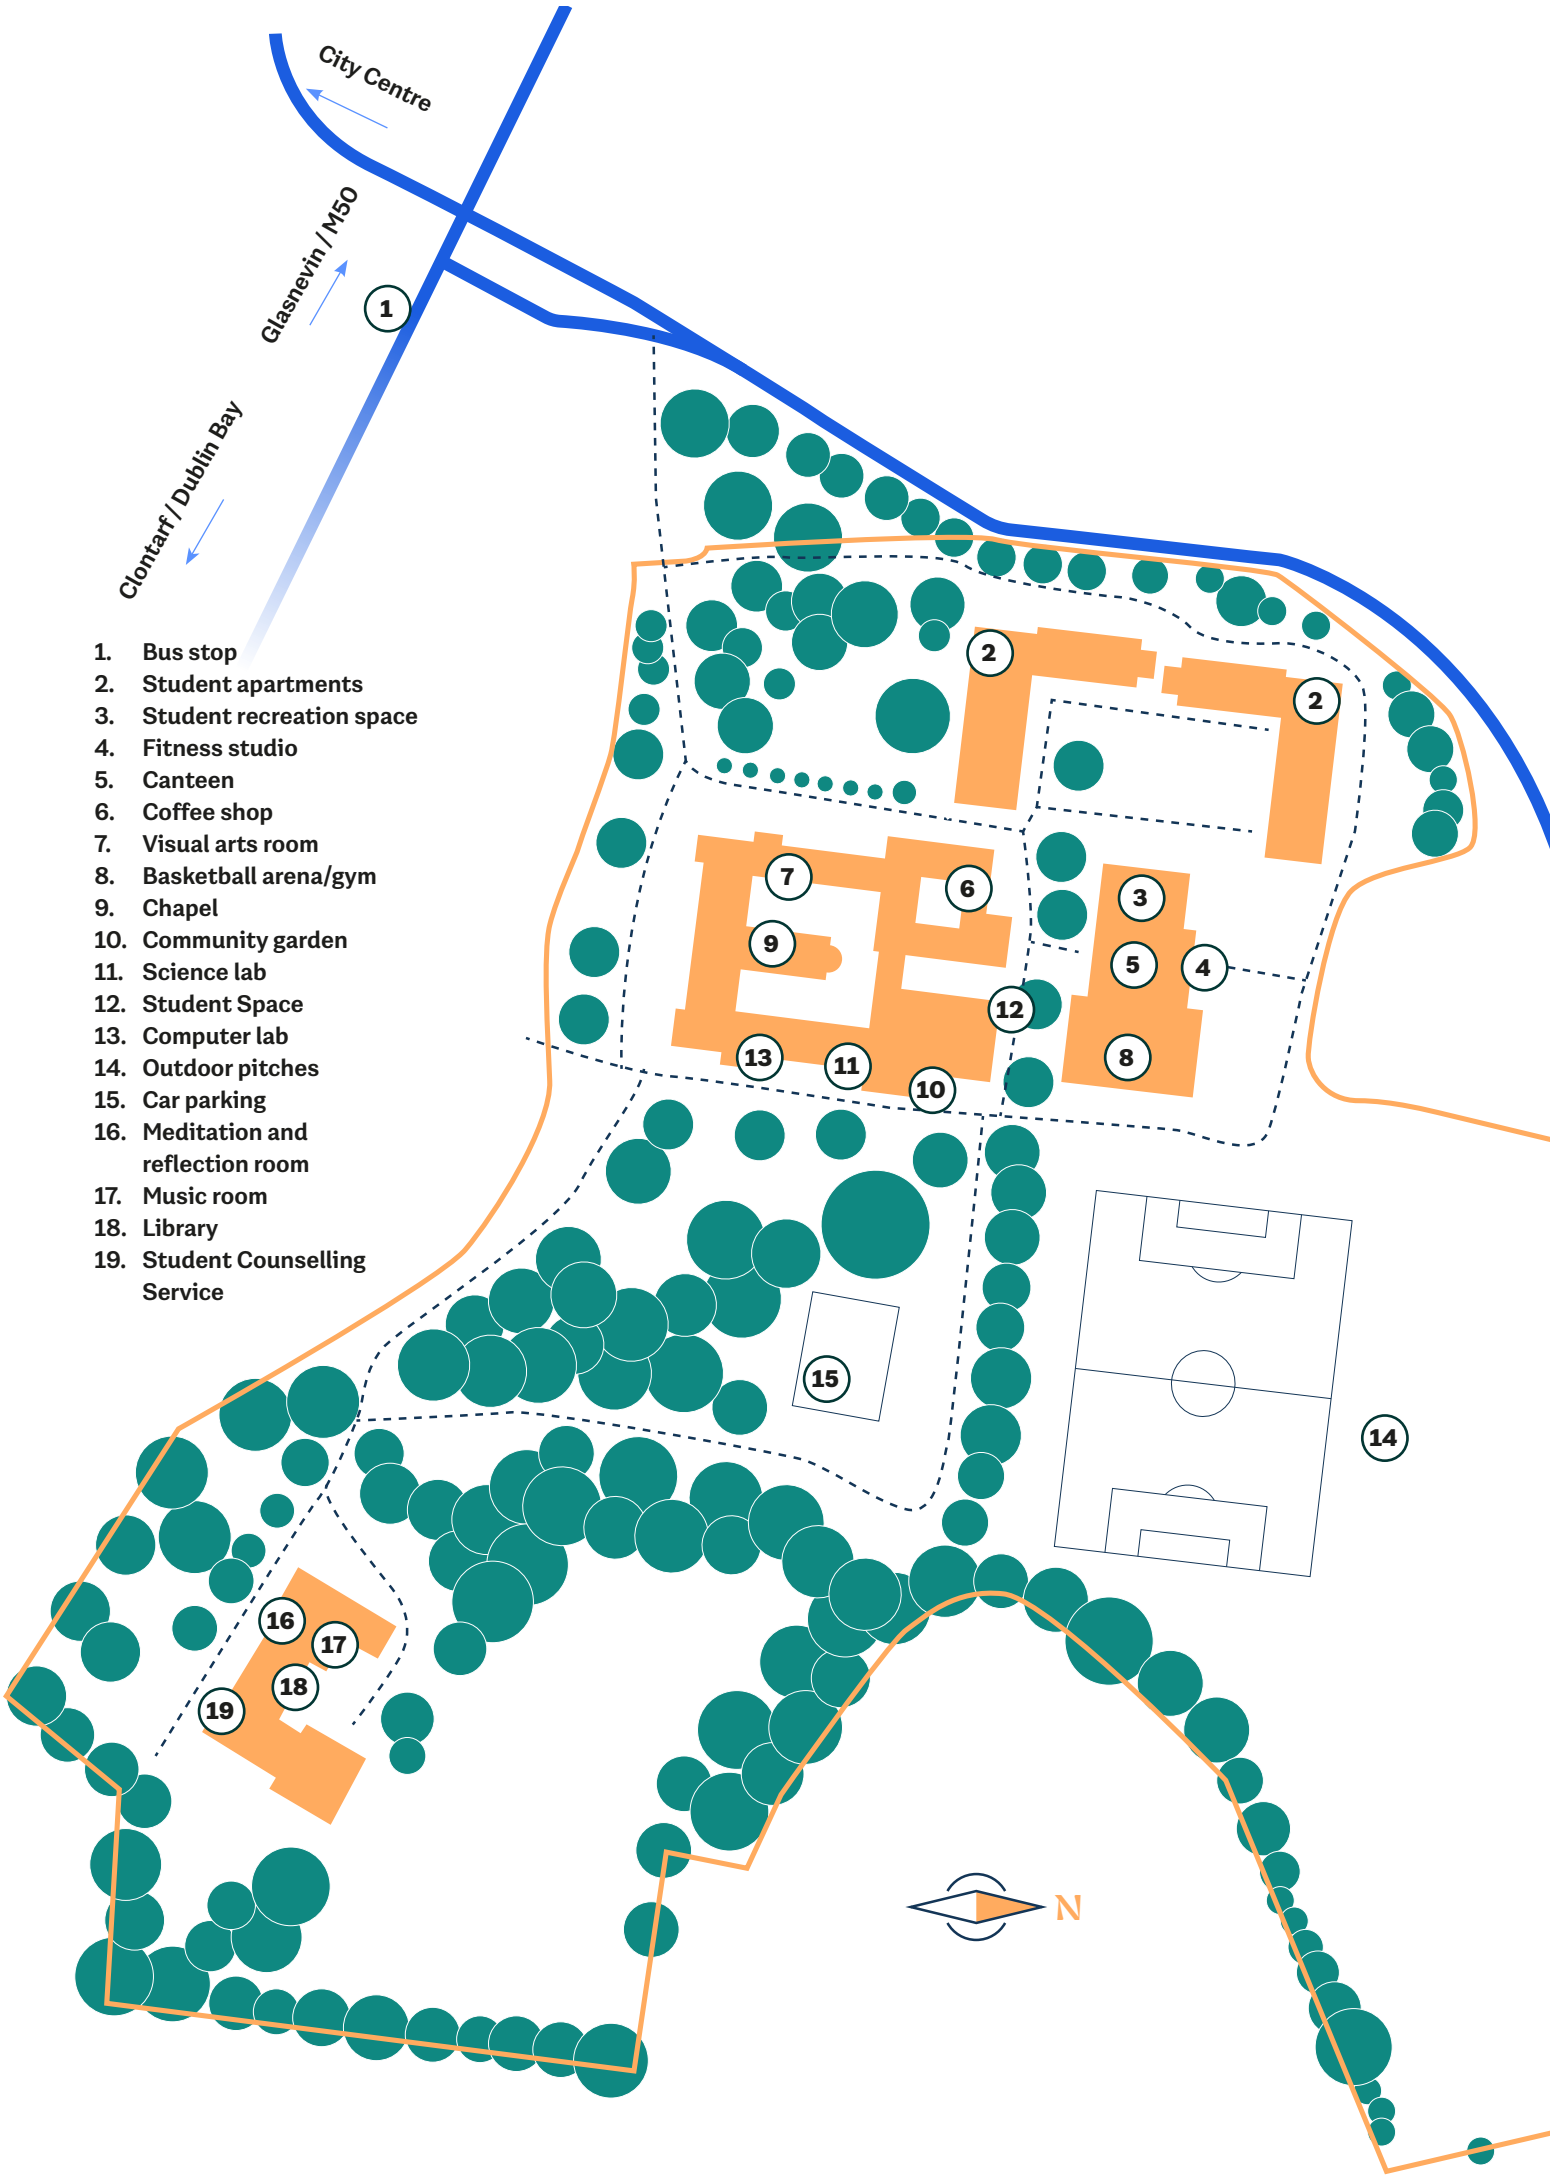 City Centre
Glasnevin / M50
1
Clontarf / Dublin Bay
1. Bus stop
2. Student apartments
3. Student recreation space
4. Fitness studio
5. Canteen
6. Coffee shop
7. Visual arts room
8. Basketball arena/gym
9. Chapel
10. Community garden
11. Science lab
12. Student Space
13. Computer lab
14. Outdoor pitches
15. Car parking
16. Meditation and
reflection room
17. Music room
18. Library
19. Student Counselling
Service
2
2
7
6
3
9
5
4
12
13
11
8
10
15
14
16
17
18
19
N